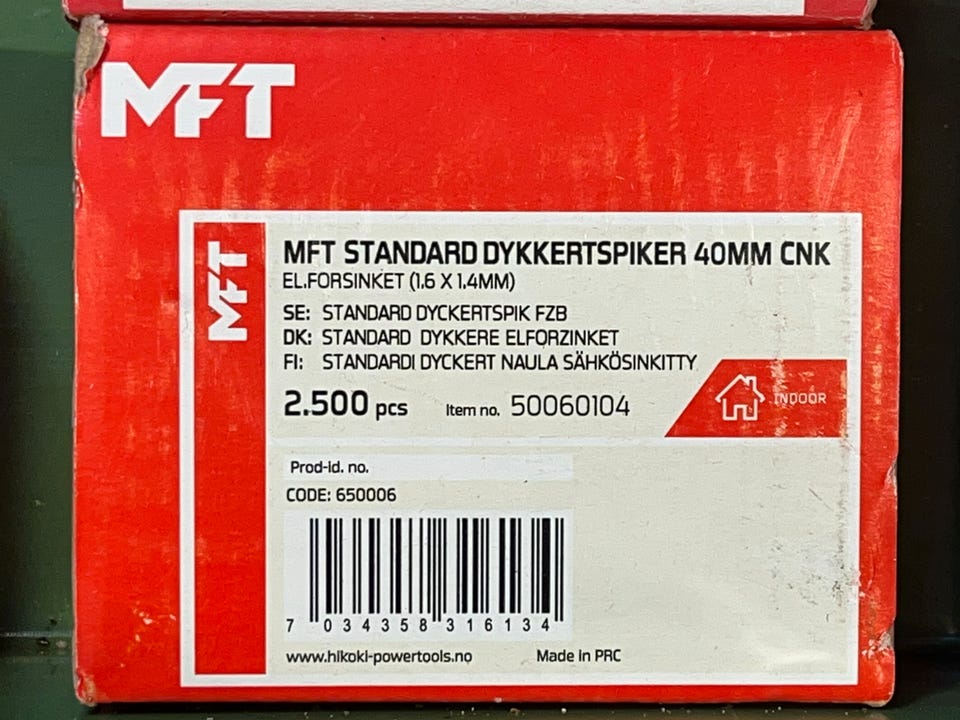 MFT
MFT
MFT STANDARD DYKKERTSPIKER 40MM CNK
EL.FORSINKET (1.6 X 1.4MM)
SE: STANDARD DYCKERTSPIK FZB
DK: STANDARD DYKKERE ELFORZINKET
FI: STANDARDI DYCKERT NAULA SÄHKÖSINKITTY
2.500 pcs Item no. 50060104
INDOOR
Prod-id. no.
CODE: 650006
7 034358 316134
www.hikoki-powertools.no Made in PRC